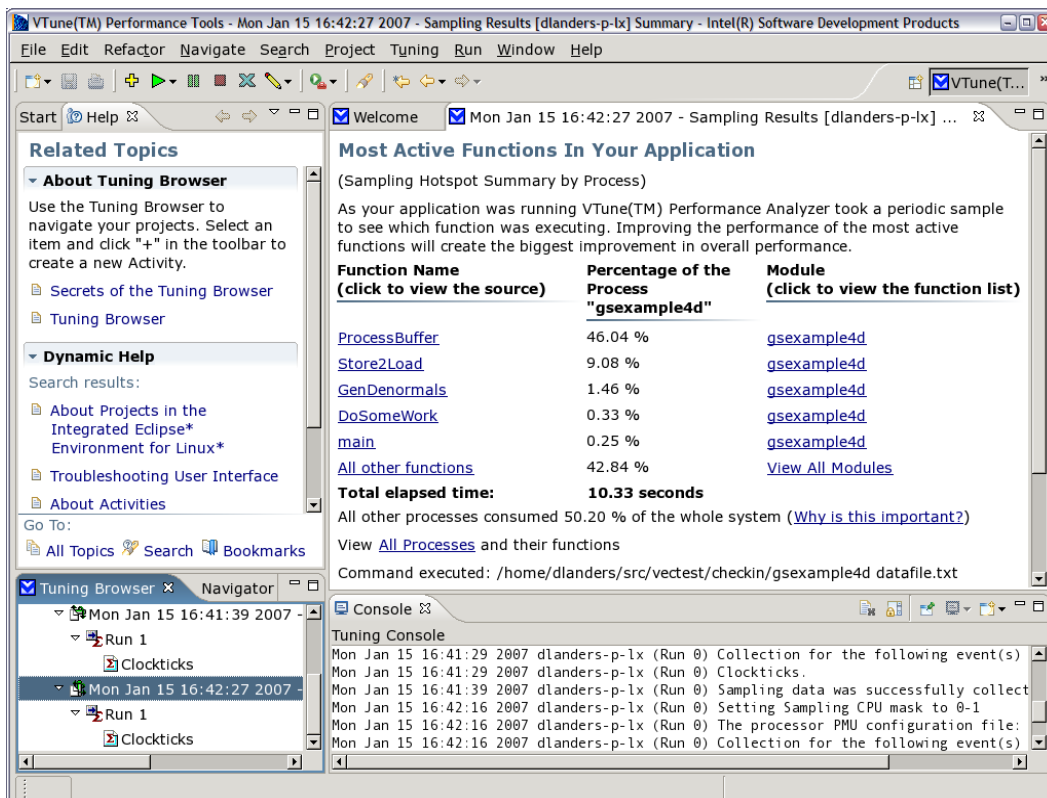 VTune(TM) Performance Tools - Mon Jan 15 16:42:27 2007 - Sampling Results [dlanders-p-lx] Summary - Intel(R) Software Development Products
File Edit Refactor Navigate Search Project Tuning Run Window Help
VTune(T...
Start Help
Related Topics
About Tuning Browser
Use the Tuning Browser to
navigate your projects. Select an
item and click "+" in the toolbar to
create a new Activity.
Secrets of the Tuning Browser
Tuning Browser
Dynamic Help
Search results:
About Projects in the
Integrated Eclipse*
Environment for Linux*
Troubleshooting User Interface
About Activities
Go To:
All Topics Search Bookmarks
Welcome Mon Jan 15 16:42:27 2007 - Sampling Results [dlanders-p-lx] ...
Most Active Functions In Your Application
(Sampling Hotspot Summary by Process)
As your application was running VTune(TM) Performance Analyzer took a periodic sample
to see which function was executing. Improving the performance of the most active
functions will create the biggest improvement in overall performance.
Function Name Percentage of the Module
(click to view the source) Process (click to view the function list)
"gsexample4d"
ProcessBuffer 46.04 % gsexample4d
Store2Load 9.08 % gsexample4d
GenDenormals 1.46 % gsexample4d
DoSomeWork 0.33 % gsexample4d
main 0.25 % gsexample4d
All other functions 42.84 % View All Modules
Total elapsed time: 10.33 seconds
All other processes consumed 50.20 % of the whole system (Why is this important?)
View All Processes and their functions
Command executed: /home/dlanders/src/vectest/checkin/gsexample4d datafile.txt
Tuning Browser Navigator
Mon Jan 15 16:41:39 2007 -
Run 1
Clockticks
Mon Jan 15 16:42:27 2007 -
Run 1
Clockticks
Console
Tuning Console
Mon Jan 15 16:41:29 2007 dlanders-p-lx (Run 0) Collection for the following event(s)
Mon Jan 15 16:41:29 2007 dlanders-p-lx (Run 0) Clockticks.
Mon Jan 15 16:41:39 2007 dlanders-p-lx (Run 0) Sampling data was successfully collect
Mon Jan 15 16:42:16 2007 dlanders-p-lx (Run 0) Setting Sampling CPU mask to 0-1
Mon Jan 15 16:42:16 2007 dlanders-p-lx (Run 0) The processor PMU configuration file:
Mon Jan 15 16:42:16 2007 dlanders-p-lx (Run 0) Collection for the following event(s)